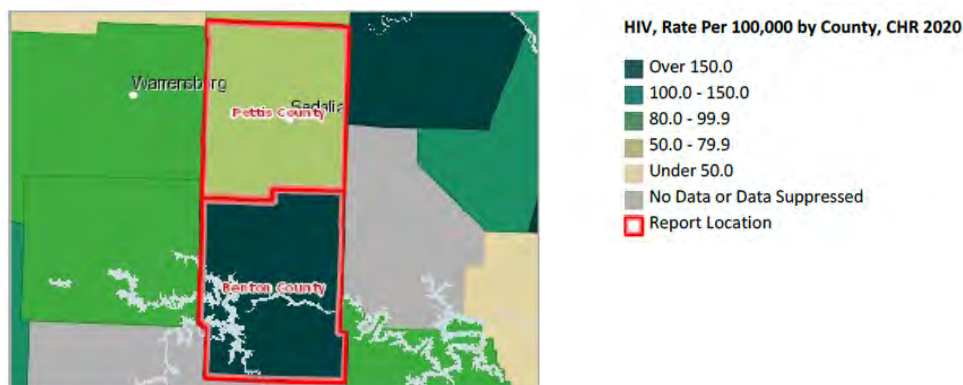 HIV, Rate Per 100,000 by County, CHR 2020
Over 150.0
100.0 - 150.0
80.0 - 99.9
50.0 - 79.9
Under 50.0
No Data or Data Suppressed
Report Location
Warrensburg
Sedalia
Pettis County
Benton County